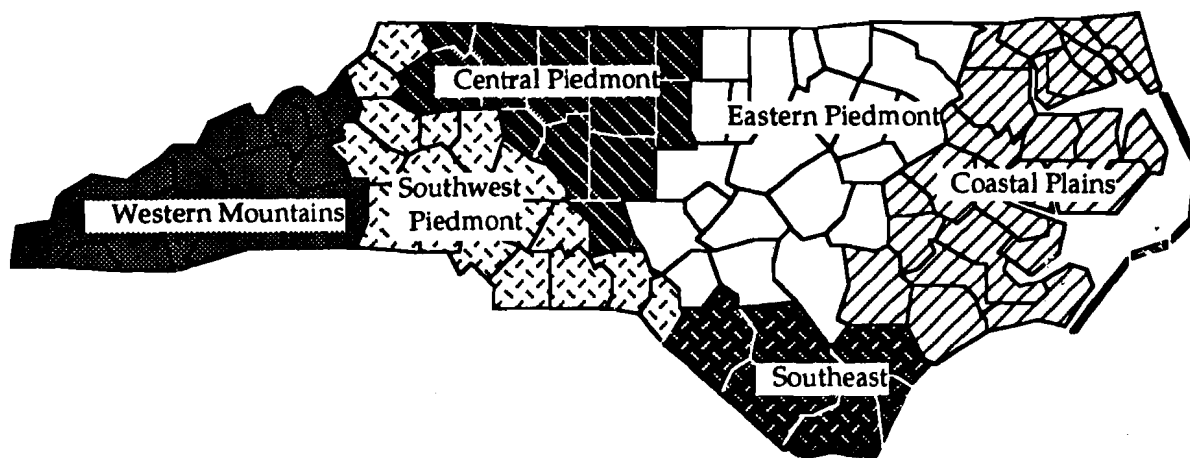 Central Piedmont
Eastern Piedmont
Southwest
Piedmont
Coastal Plains
Western Mountains
Southeast